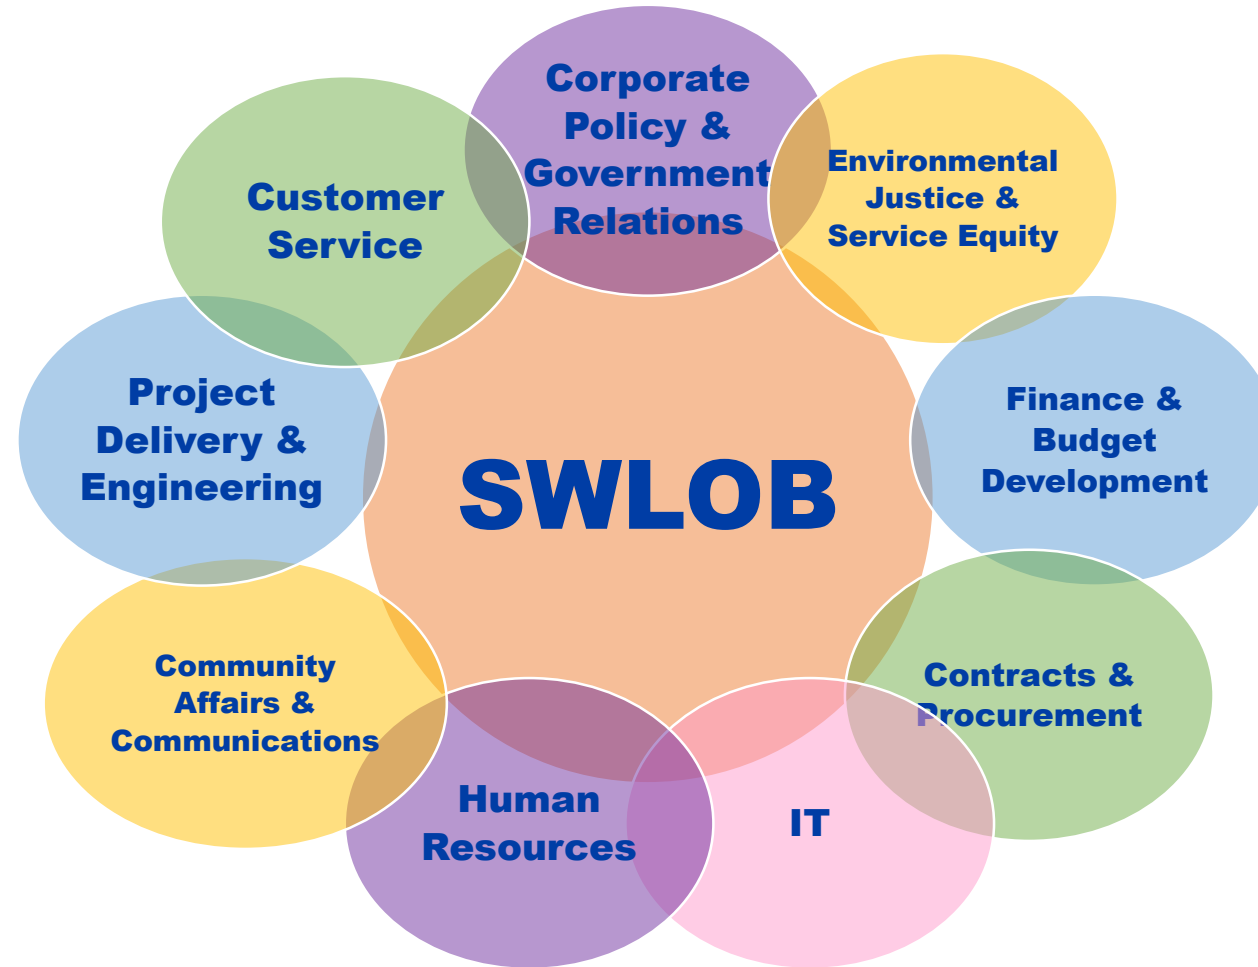 Corporate
Policy &
Government
Relations
Environmental
Justice &
Service Equity
Customer
Service
Project
Delivery &
Engineering
Finance &
Budget
Development
SWLOB
Community
Affairs &
Communications
Contracts &
Procurement
Human
Resources
IT